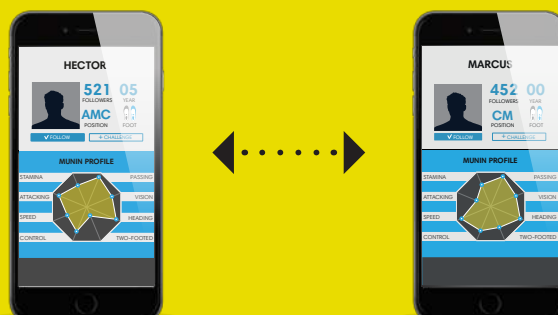 HECTOR
521 05
FOLLOWERS YEAR
AMC
POSITION FOOT
✓ FOLLOW + CHALLENGE
MUNIN PROFILE
STAMINA PASSING
ATTACKING VISION
SPEED HEADING
CONTROL TWO-FOOTED
MARCUS
452 00
FOLLOWERS YEAR
CM
POSITION FOOT
✓ FOLLOW + CHALLENGE
MUNIN PROFILE
STAMINA PASSING
ATTACKING VISION
SPEED HEADING
CONTROL TWO-FOOTED